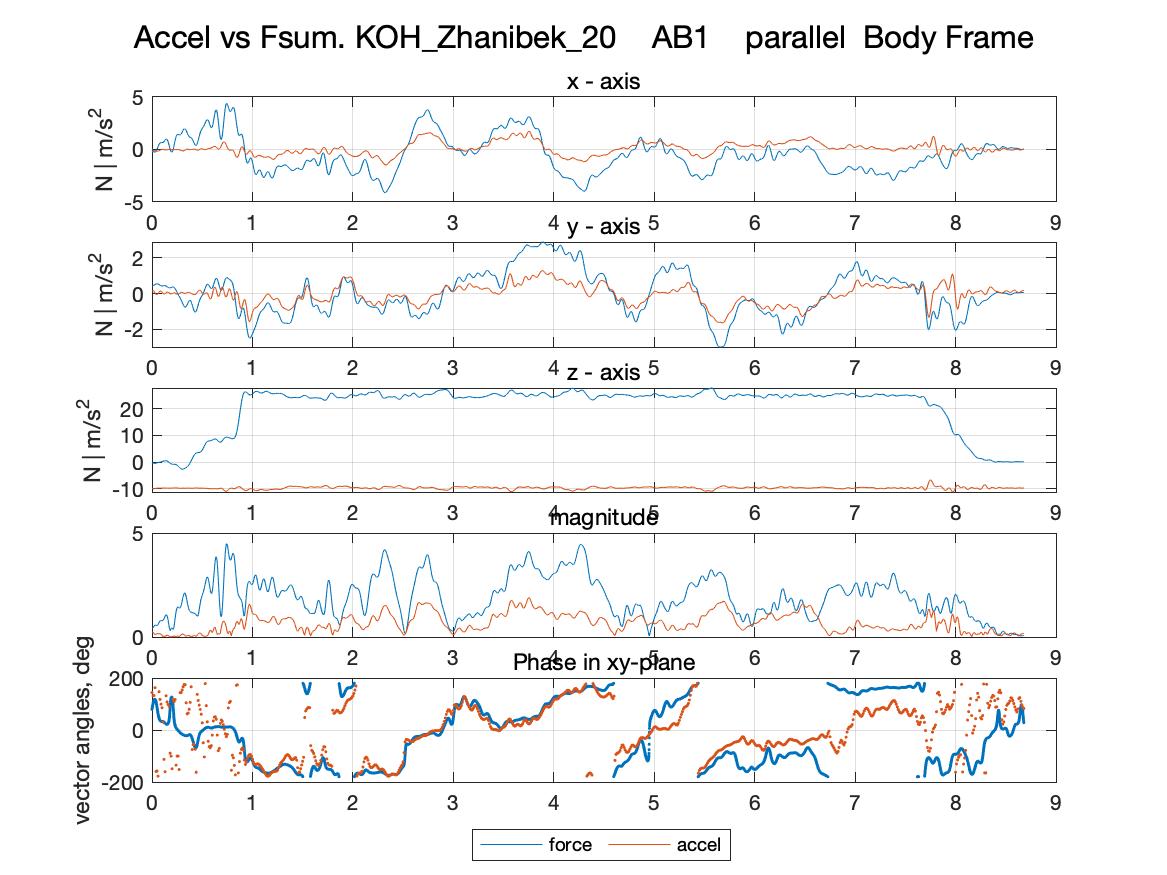 Accel vs Fsum. KOH_Zhanibek_20 AB1 parallel Body Frame
x - axis
5
0
-5
N | m/s2
0 1 2 3 4 5 6 7 8 9
y - axis
2
0
-2
N | m/s2
0 1 2 3 4 5 6 7 8 9
z - axis
20
10
0
-10
N | m/s2
0 1 2 3 4 5 6 7 8 9
magnitude
5
0
0 1 2 3 4 5 6 7 8 9
Phase in xy-plane
200
0
-200
vector angles, deg
0 1 2 3 4 5 6 7 8 9
force accel